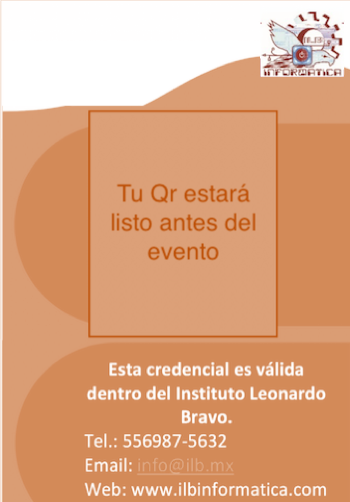 ILB
INFORMATICA
Tu Qr estará
listo antes del
evento
Esta credencial es válida
dentro del Instituto Leonardo
Bravo.
Tel.: 556987-5632
Email: info@ilb.mx
Web: www.ilbinformatica.com